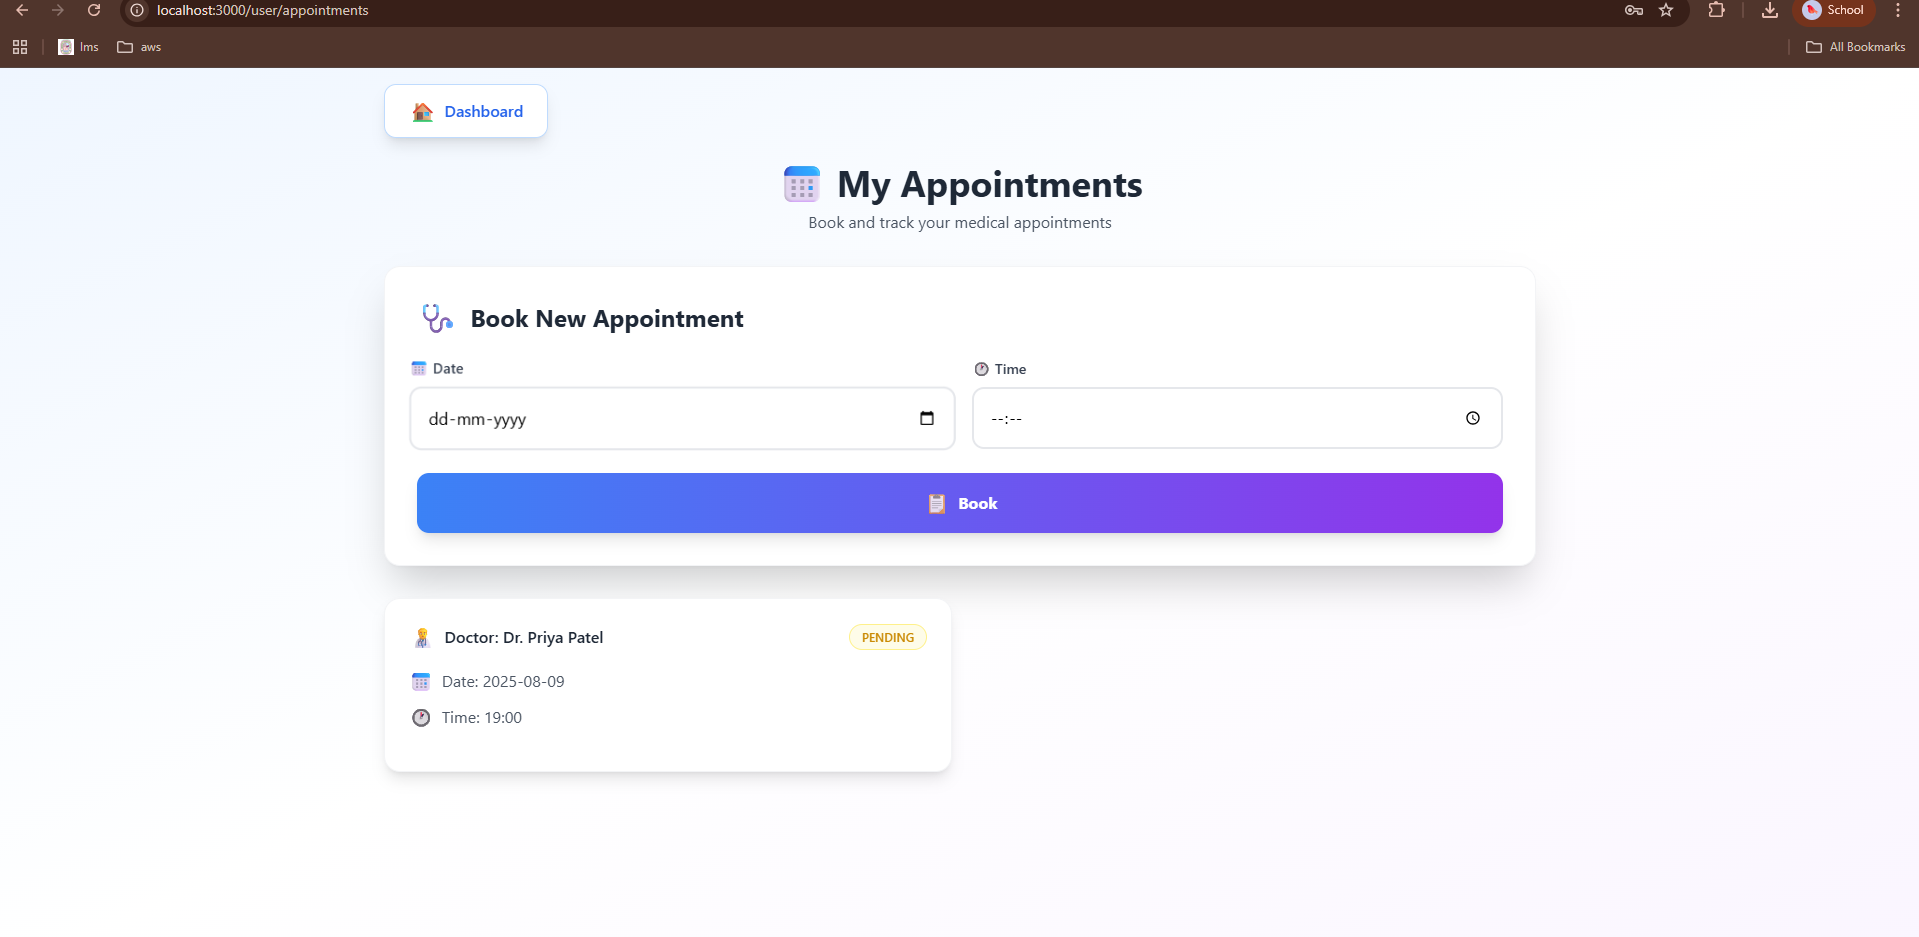 localhost:3000/user/appointments
School
lms
aws
All Bookmarks
Dashboard
My Appointments
Book and track your medical appointments
Book New Appointment
Date
Time
dd-mm-yyyy
--:--
Book
Doctor: Dr. Priya Patel
PENDING
Date: 2025-08-09
Time: 19:00